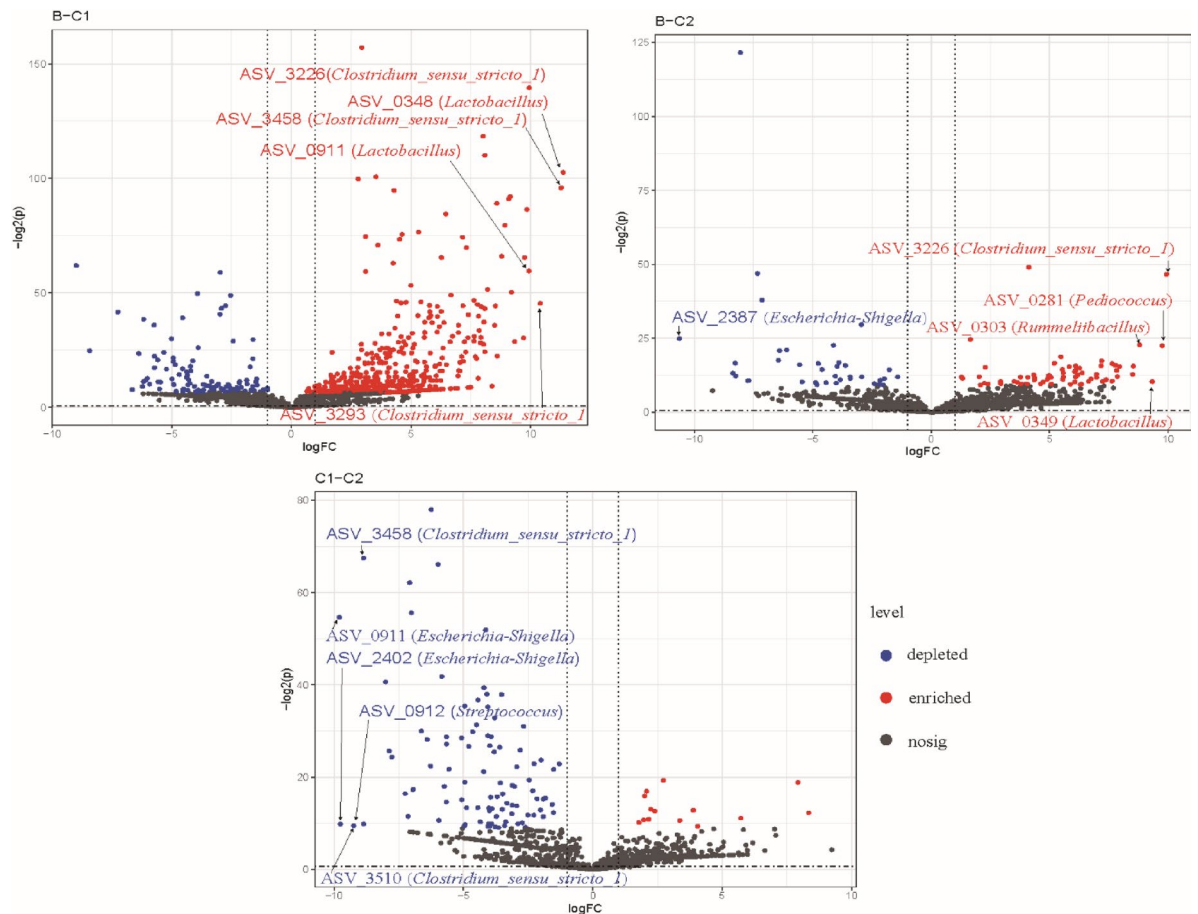 B-C1
150
100
50
0
-log2(p)
ASV_3226(Clostridium_sensu_stricto_1)
ASV_0348 (Lactobacillus)
ASV_3458 (Clostridium_sensu_stricto_1)
ASV_0911 (Lactobacillus)
ASV_3293 (Clostridium_sensu_stricto_1
-10
-5
0
5
10
logFC
B-C2
125
100
75
50
25
0
-log2(p)
ASV_3226 (Clostridium_sensu_stricto_1)
ASV_0281 (Pediococcus)
ASV_2387 (Escherichia-Shigella)
ASV_0303 (Rummeliibacillus)
ASV_0349 (Lactobacillus)
-10
-5
0
5
10
logFC
C1-C2
80
60
40
20
0
-log2(p)
ASV_3458 (Clostridium_sensu_stricto_1)
ASV_0911 (Escherichia-Shigella)
ASV_2402 (Escherichia-Shigella)
ASV_0912 (Streptococcus)
ASV_3510 (Clostridium_sensu_stricto_1)
-10
-5
0
5
10
logFC
level
depleted
enriched
nosig